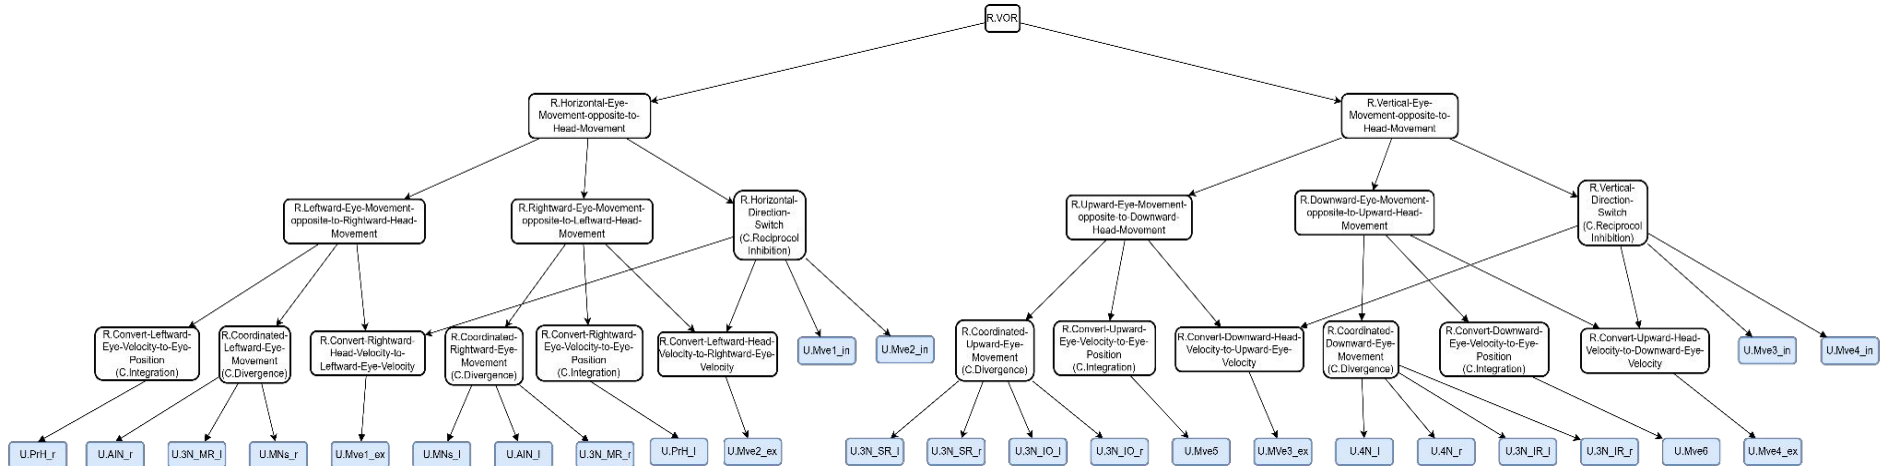 R.VOR
R.Horizontal-Eye-
Movement-opposite-to-
Head-Movement
R.Vertical-Eye-
Movement-opposite-to-
Head-Movement
R.Leftward-Eye-Movement-
opposite-to-Rightward-Head-
Movement
R.Rightward-Eye-Movement-
opposite-to-Leftward-Head-
Movement
R.Horizontal-
Direction-
Switch
(C.Reciprocol
Inhibition)
R.Upward-Eye-Movement-
opposite-to-Downward-
Head-Movement
R.Downward-Eye-Movement-
opposite-to-Upward-Head-
Movement
R.Vertical-
Direction-
Switch
(C.Reciprocol
Inhibition)
R.Convert-Leftward-
Eye-Velocity-to-Eye-
Position
(C.Integration)
R.Coordinated-
Leftward-Eye-
Movement
(C.Divergence)
R.Convert-Rightward-
Head-Velocity-to-
Leftward-Eye-Velocity
R.Coordinated-
Rightward-Eye-
Movement
(C.Divergence)
R.Convert-Rightward-
Eye-Velocity-to-Eye-
Position
(C.Integration)
R.Convert-Leftward-Head-
Velocity-to-Rightward-Eye-
Velocity
U.Mve1_in
U.Mve2_in
R.Coordinated-
Upward-Eye-
Movement
(C.Divergence)
R.Convert-Upward-
Eye-Velocity-to-Eye-
Position
(C.Integration)
R.Convert-Downward-Head-
Velocity-to-Upward-Eye-
Velocity
R.Coordinated-
Downward-Eye-
Movement
(C.Divergence)
R.Convert-Downward-
Eye-Velocity-to-Eye-
Position
(C.Integration)
R.Convert-Upward-Head-
Velocity-to-Downward-Eye-
Velocity
U.Mve3_in
U.Mve4_in
U.PrH_r
U.AIN_r
U.3N_MR_l
U.MNs_r
U.Mve1_ex
U.MNs_l
U.AIN_l
U.3N_MR_r
U.PrH_l
U.Mve2_ex
U.3N_SR_l
U.3N_SR_r
U.3N_IO_l
U.3N_IO_r
U.Mve5
U.MVe3_ex
U.4N_l
U.4N_r
U.3N_IR_l
U.3N_IR_r
U.Mve6
U.Mve4_ex